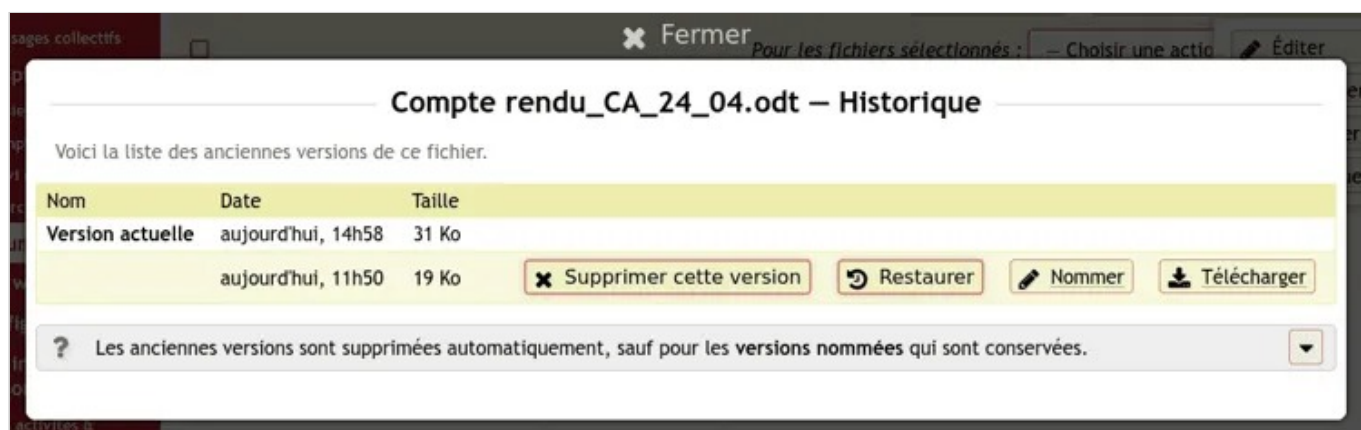 sages collectifs
✖ Fermer
Pour les fichiers sélectionnés :
— Choisir une actio
Éditer
Compte rendu_CA_24_04.odt — Historique
Voici la liste des anciennes versions de ce fichier.
Nom Date Taille
Version actuelle aujourd'hui, 14h58 31 Ko
aujourd'hui, 11h50 19 Ko ✖ Supprimer cette version Restaurer Nommer Télécharger
? Les anciennes versions sont supprimées automatiquement, sauf pour les versions nommées qui sont conservées.